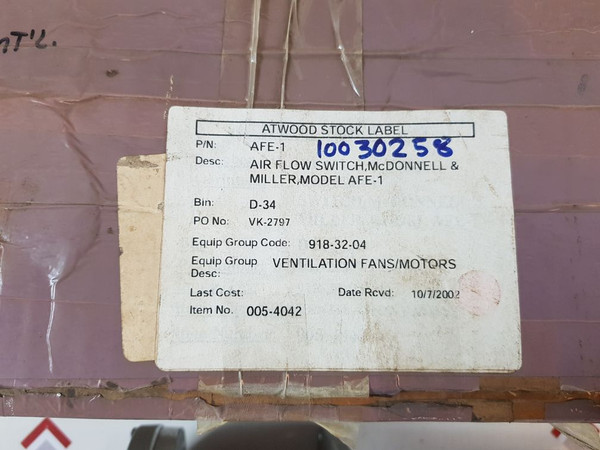 ATWOOD STOCK LABEL
P/N: AFE-1 10030258
Desc: AIR FLOW SWITCH,McDONNELL &
MILLER,MODEL AFE-1
Bin: D-34
PO No: VK-2797
Equip Group Code: 918-32-04
Equip Group VENTILATION FANS/MOTORS
Desc:
Last Cost: Date Rcvd: 10/7/2002
Item No. 005-4042